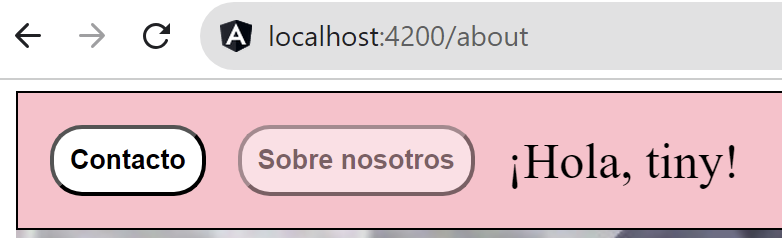 localhost:4200/about
Contacto
Sobre nosotros
¡Hola, tiny!